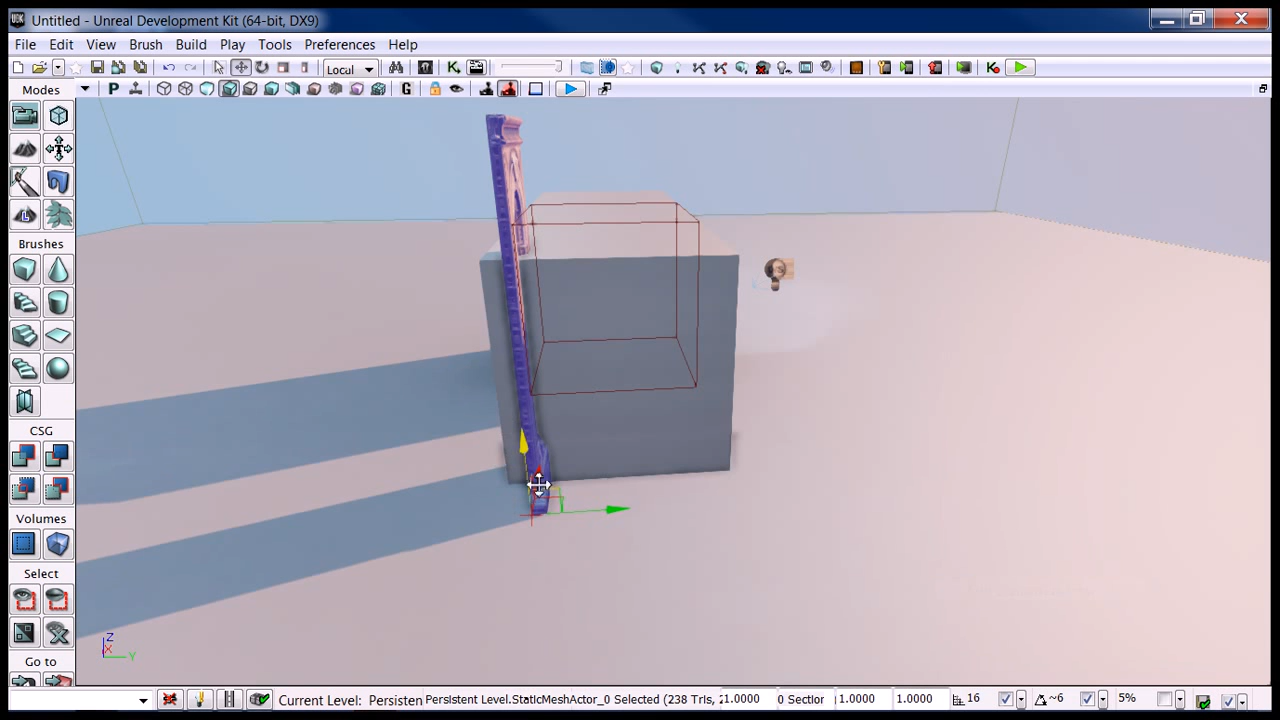 Untitled - Unreal Development Kit (64-bit, DX9)
File Edit View Brush Build Play Tools Preferences Help
Local
Modes
P
G
L
Brushes
CSG
Volumes
Select
Go to
Z
X
Y
Current Level: Persisten Persistent Level.StaticMeshActor_0 Selected (238 Tris, 1.0000 0 Section 1.0000 1.0000 16 ~6 5%